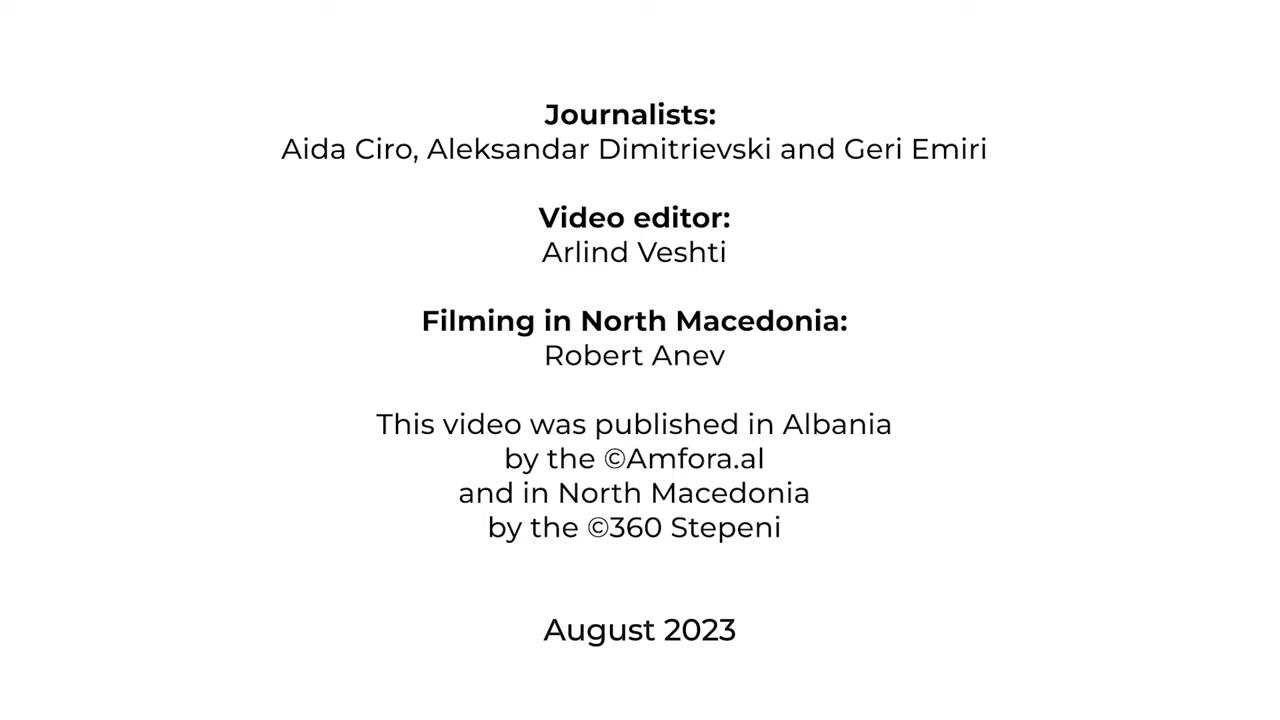 Journalists:
Aida Ciro, Aleksandar Dimitrievski and Geri Emiri
Video editor:
Arlind Veshti
Filming in North Macedonia:
Robert Anev
This video was published in Albania
by the ©Amfora.al
and in North Macedonia
by the ©360 Stepeni
August 2023